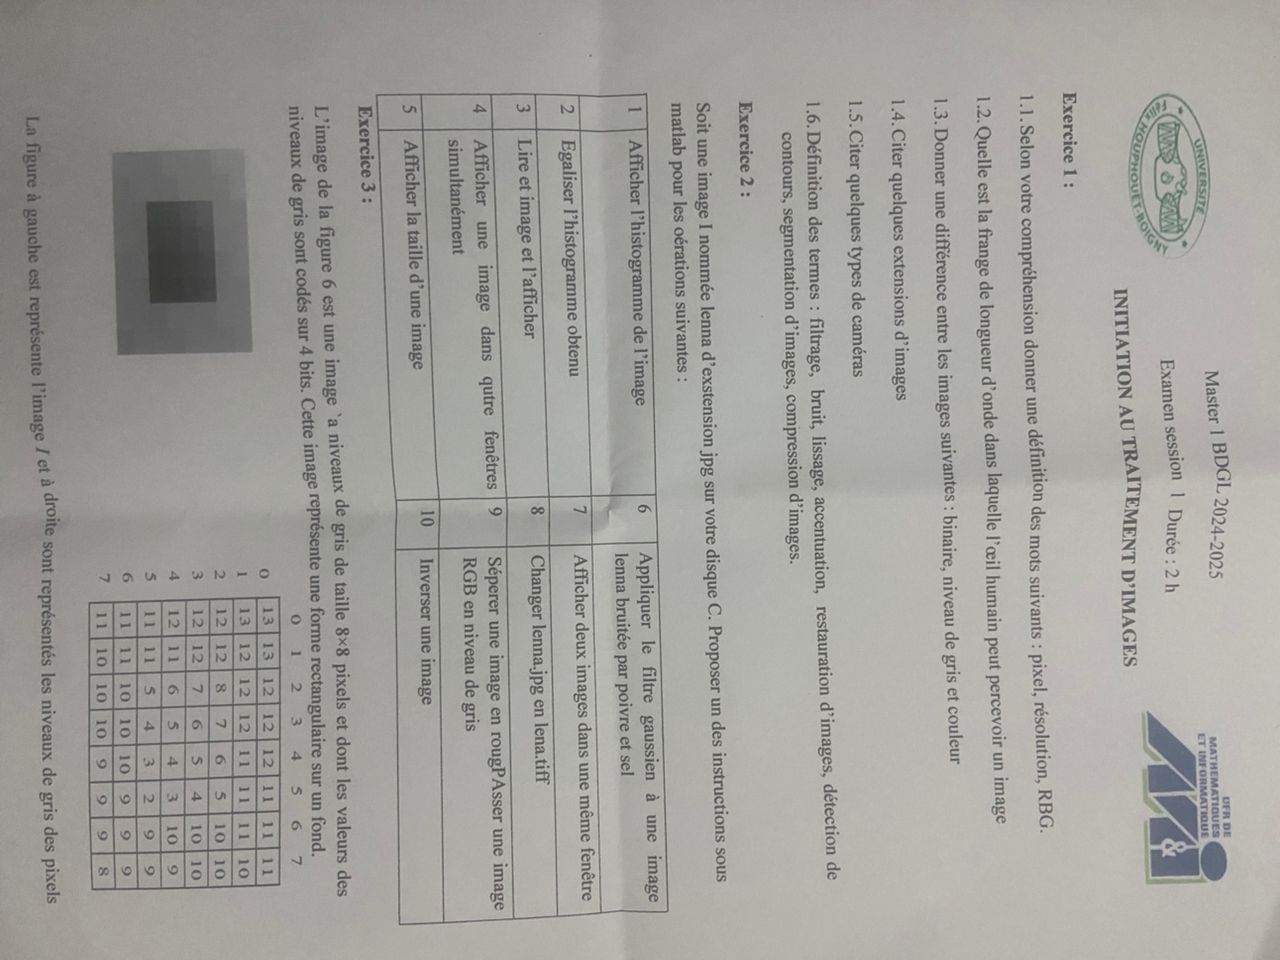 UNIVERSITÉ
Félix HOUPHOUËT-BOIGNY
Master 1 BDGL 2024-2025
Examen session 1 Durée : 2 h
INITIATION AU TRAITEMENT D'IMAGES
UFR DE
MATHEMATIQUES
ET INFORMATIQUE
M&I
Exercice 1 :
1.1. Selon votre compréhension donner une définition des mots suivants : pixel, résolution, RBG.
1.2. Quelle est la frange de longueur d'onde dans laquelle l'œil humain peut percevoir un image
1.3. Donner une différence entre les images suivantes : binaire, niveau de gris et couleur
1.4. Citer quelques extensions d'images
1.5. Citer quelques types de caméras
1.6. Définition des termes : filtrage, bruit, lissage, accentuation, restauration d'images, détection de
contours, segmentation d'images, compression d'images.
Exercice 2 :
Soit une image I nommée lenna d'exstension jpg sur votre disque C. Proposer un des instructions sous
matlab pour les oérations suivantes :
1 Afficher l'histogramme de l'image
6 Appliquer le filtre gaussien à une image
lenna bruitée par poivre et sel
2 Egaliser l'histogramme obtenu
7 Afficher deux images dans une même fenêtre
3 Lire et image et l'afficher
8 Changer lenna.jpg en lena.tiff
4 Afficher une image dans qutre fenêtres
simultanément
9 Séperer une image en rougPAsser une image
RGB en niveau de gris
5 Afficher la taille d'une image
10 Inverser une image
Exercice 3 :
L'image de la figure 6 est une image `a niveaux de gris de taille 8×8 pixels et dont les valeurs des
niveaux de gris sont codés sur 4 bits. Cette image représente une forme rectangulaire sur un fond.
0 1 2 3 4 5 6 7
0 13 13 12 12 12 11 11 11
1 13 12 12 12 11 11 11 10
2 12 12 8 7 6 5 10 10
3 12 12 7 6 5 4 10 10
4 12 11 6 5 4 3 10 9
5 11 11 5 4 3 2 9 9
6 11 11 10 10 10 9 9 9
7 11 10 10 10 9 9 9 8
La figure à gauche est représente l'image I et à droite sont représentés les niveaux de gris des pixels